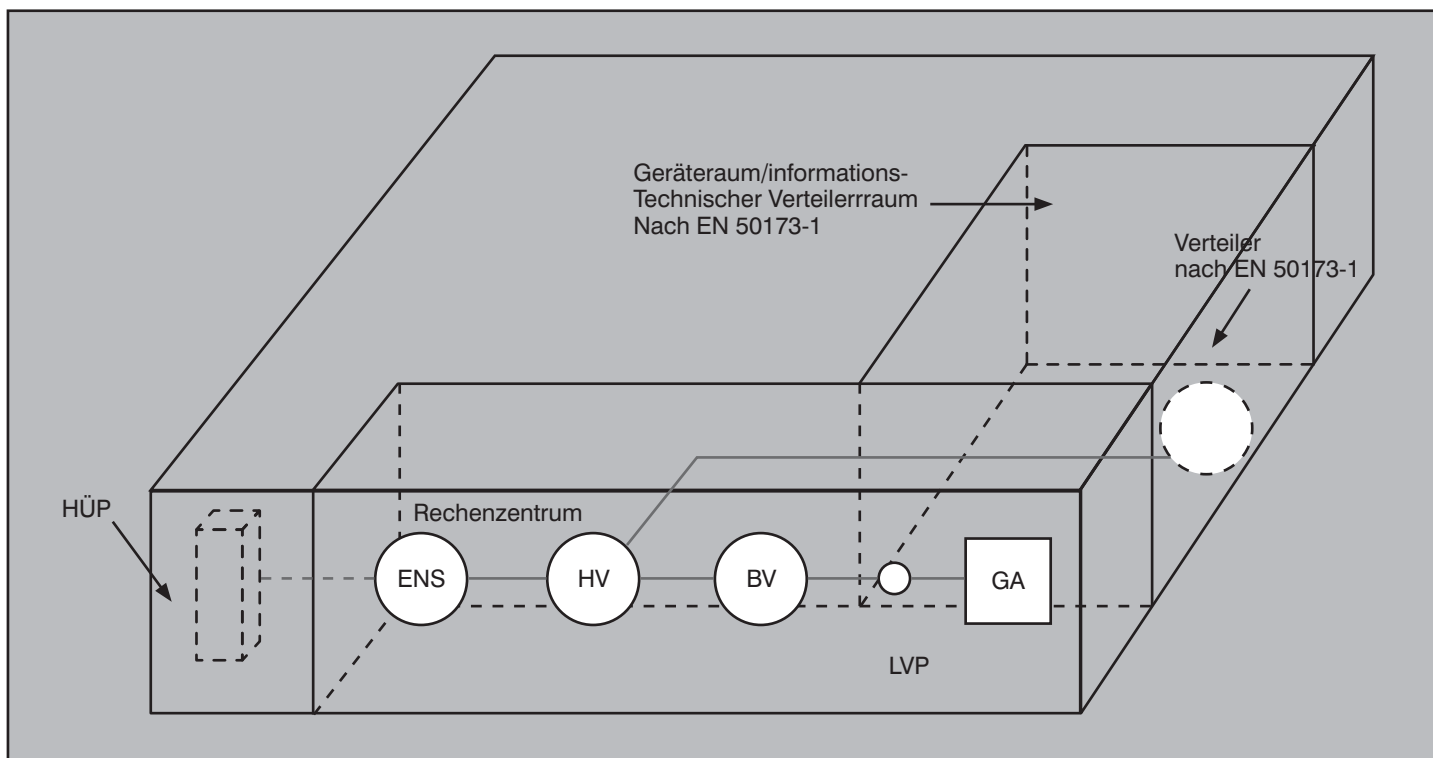 Geräteraum/informations-
Technischer Verteilerrraum
Nach EN 50173-1
Verteiler
nach EN 50173-1
HÜP
Rechenzentrum
ENS
HV
BV
GA
LVP